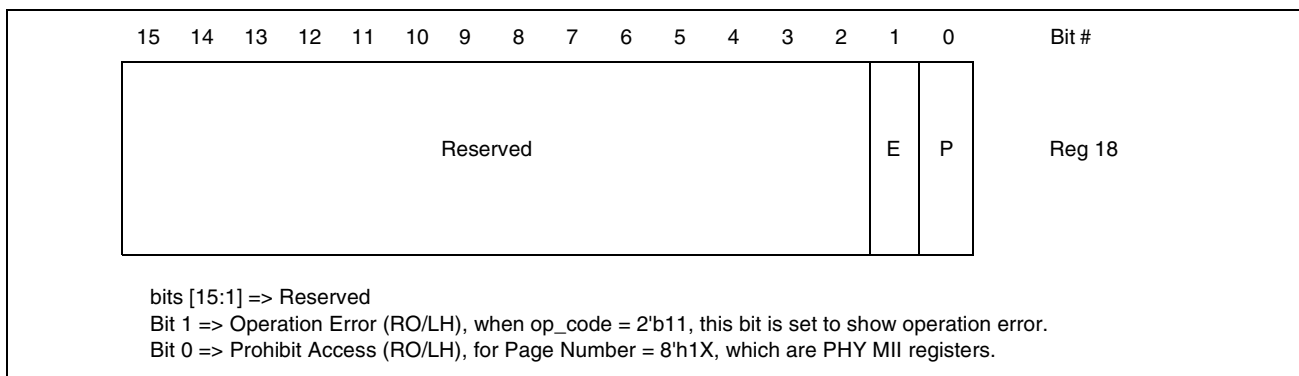 15 14 13 12 11 10 9 8 7 6 5 4 3 2 1 0 Bit #
Reserved E P Reg 18
bits [15:1] => Reserved
Bit 1 => Operation Error (RO/LH), when op_code = 2'b11, this bit is set to show operation error.
Bit 0 => Prohibit Access (RO/LH), for Page Number = 8'h1X, which are PHY MII registers.